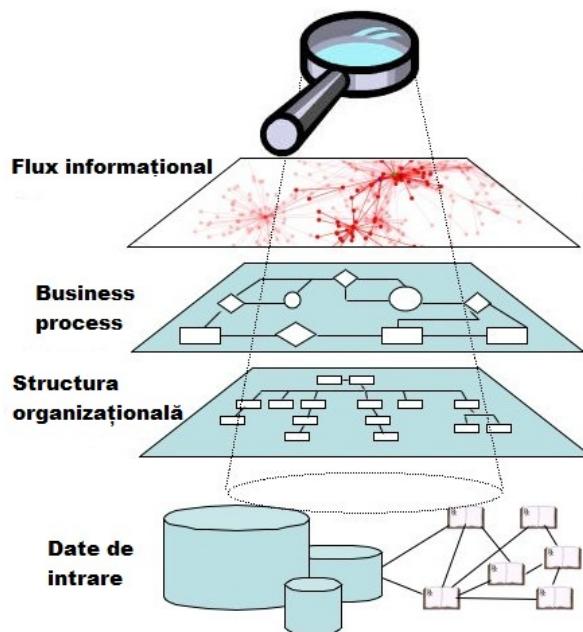 Flux informațional
Business
process
Structura
organizațională
Date de
intrare